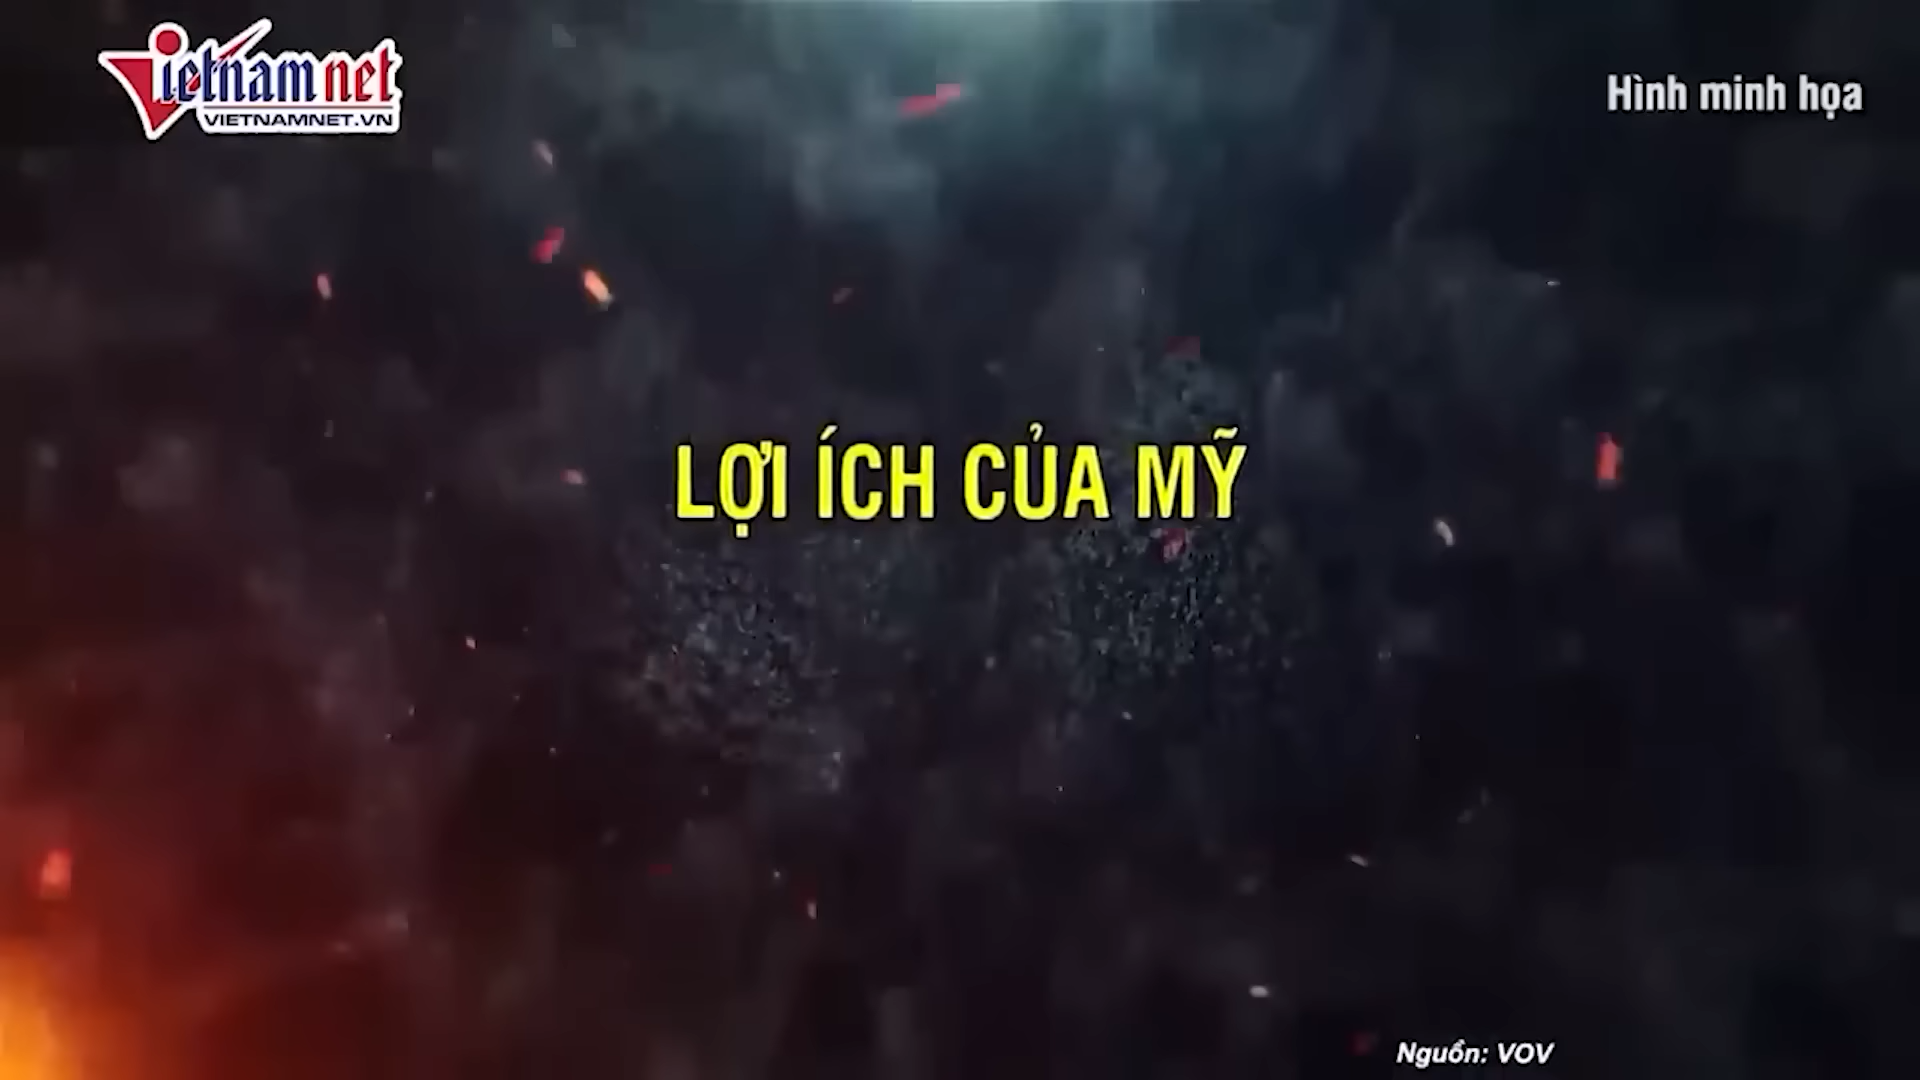 Vietnamnet
VIETNAMNET.VN
Hình minh họa
LỢI ÍCH CỦA MỸ
Nguồn: VOV